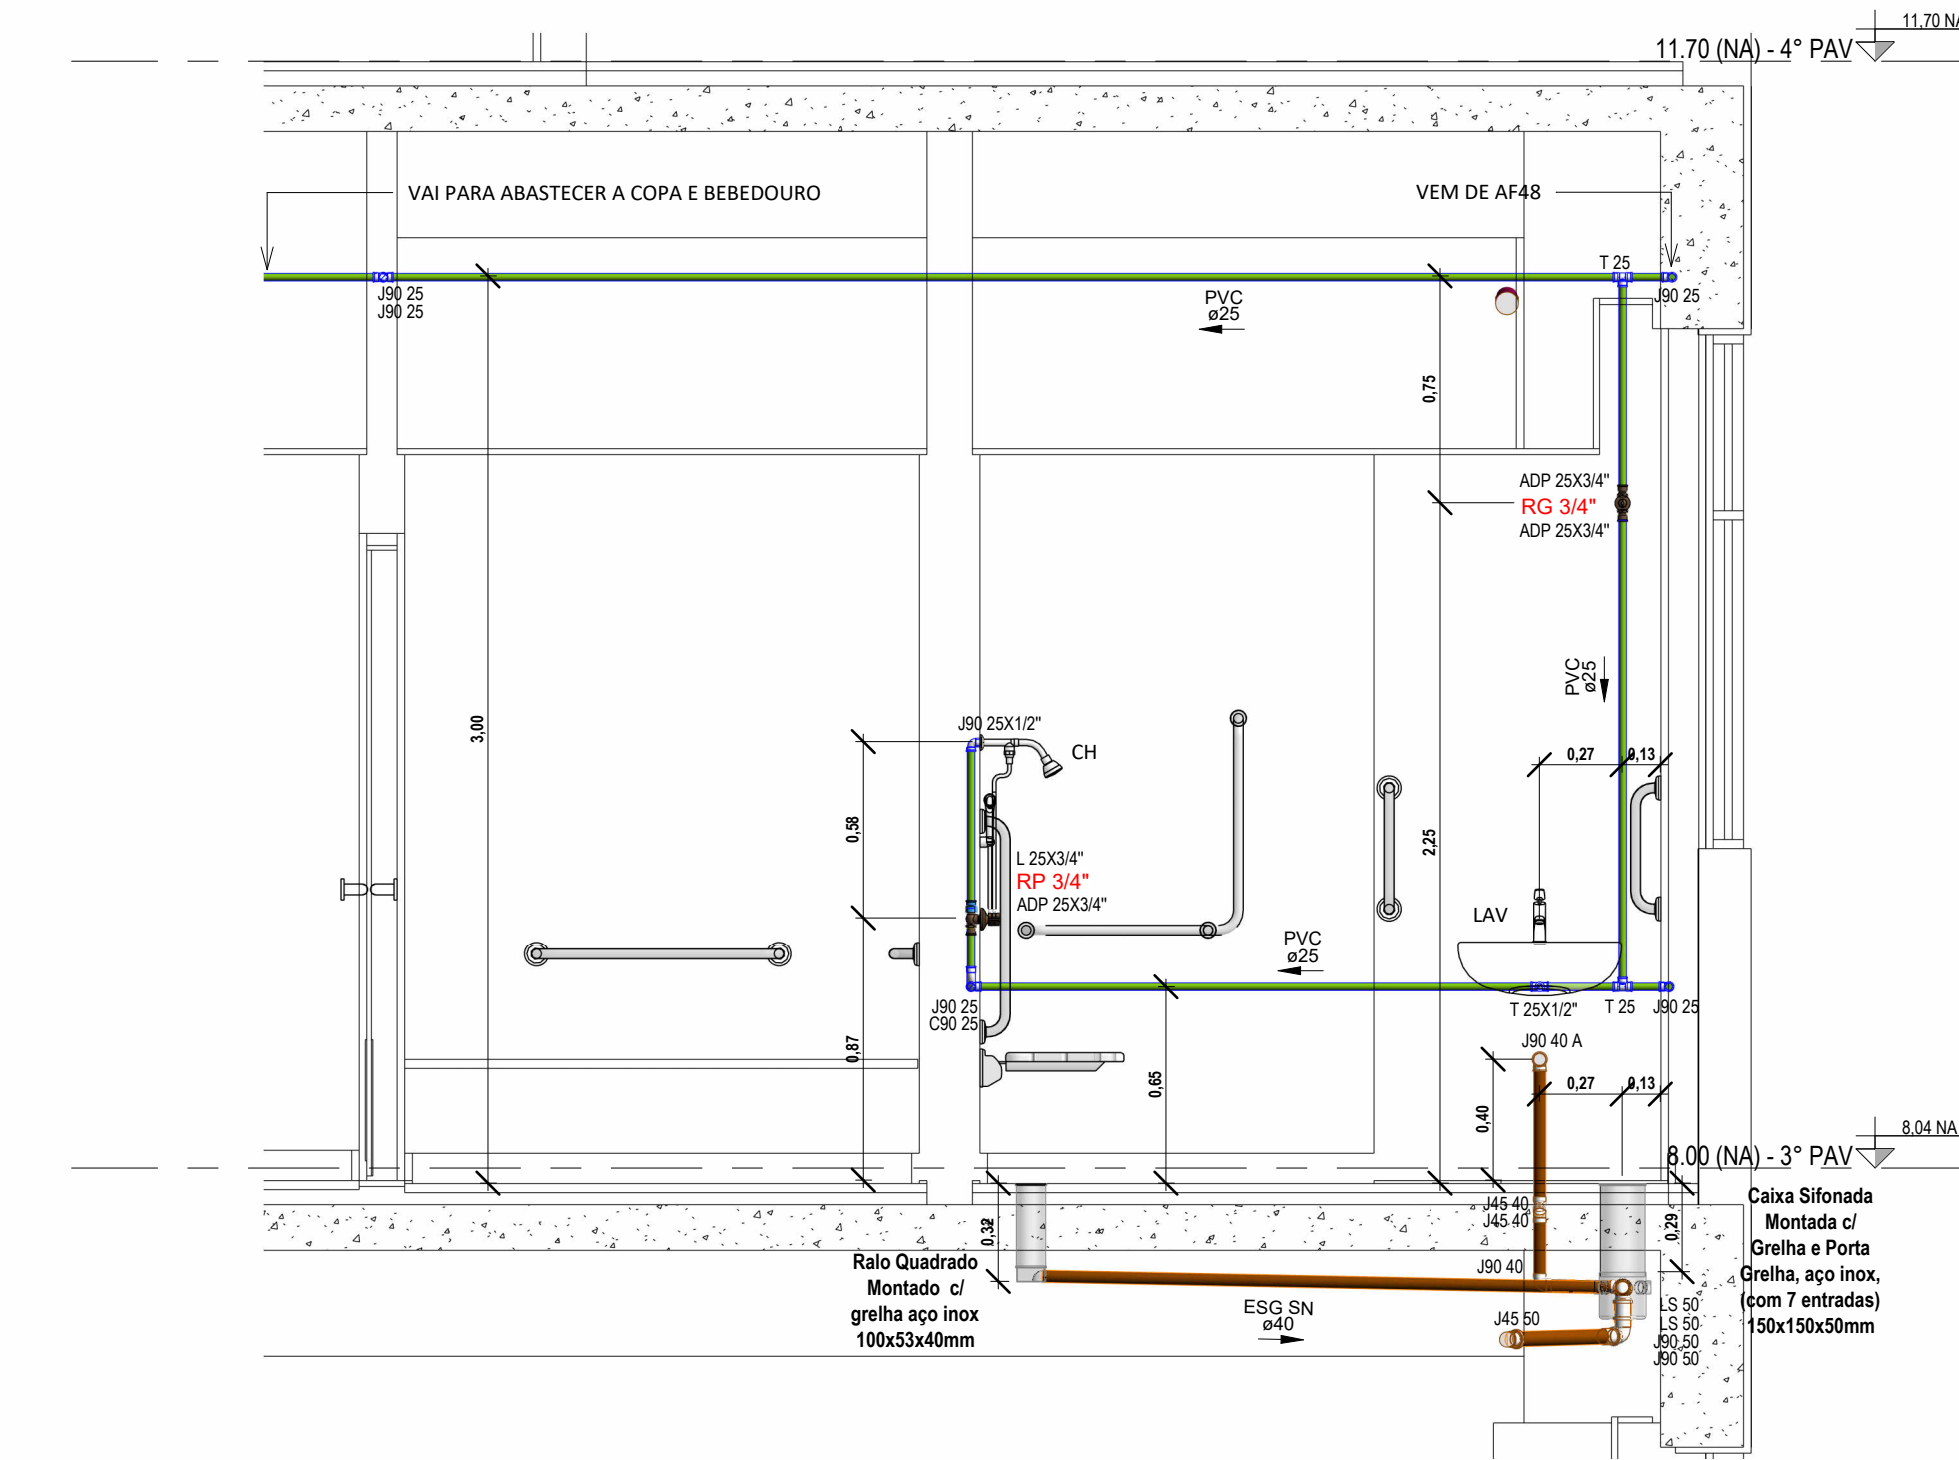 11,70 NA
11.70 (NA) - 4° PAV
VAI PARA ABASTECER A COPA E BEBEDOURO
VEM DE AF48
T 25
J90 25
J90 25
J90 25
PVC
ø25
0,75
ADP 25X3/4"
RG 3/4"
ADP 25X3/4"
3,00
PVC
ø25
J90 25X1/2"
CH
0,27
0,13
0,58
2,25
L 25X3/4"
RP 3/4"
ADP 25X3/4"
LAV
PVC
ø25
J90 25
C90 25
T 25X1/2"
T 25
J90 25
0,87
J90 40 A
0,65
0,27
0,13
0,40
8,04 NA
8.00 (NA) - 3° PAV
0,32
J45 40
J45 40
0,29
Caixa Sifonada
Montada c/
Grelha e Porta
Grelha, aço inox,
(com 7 entradas)
150x150x50mm
Ralo Quadrado
Montado c/
grelha aço inox
100x53x40mm
J90 40
ESG SN
ø40
J45 50
LS 50
LS 50
J90 50
J90 50